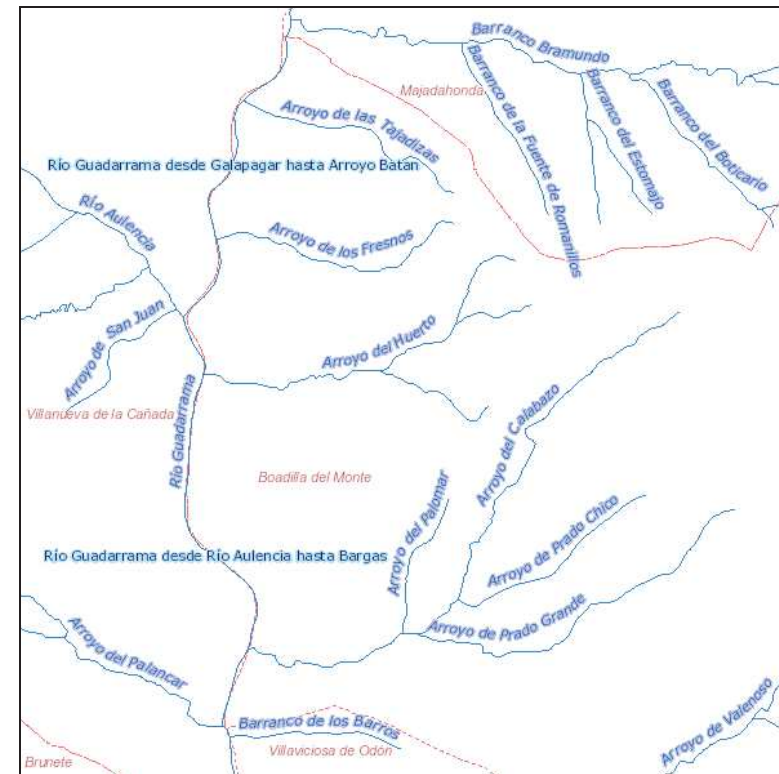 Barranco Bramundo
Majadahonda
Barranco de la Fuente de Romanillos
Barranco del Estomajo
Barranco del Boticario
Arroyo de las Tajadizas
Río Guadarrama desde Galapagar hasta Arroyo Batán
Río Aulencia
Arroyo de los Fresnos
Arroyo de San Juan
Arroyo del Huerto
Villanueva de la Cañada
Río Guadarrama
Arroyo del Calabazo
Boadilla del Monte
Arroyo del Palomar
Arroyo de Prado Chico
Río Guadarrama desde Río Aulencia hasta Bargas
Arroyo de Prado Grande
Arroyo del Palancar
Barranco de los Barros
Arroyo de Valenoso
Villaviciosa de Odón
Brunete